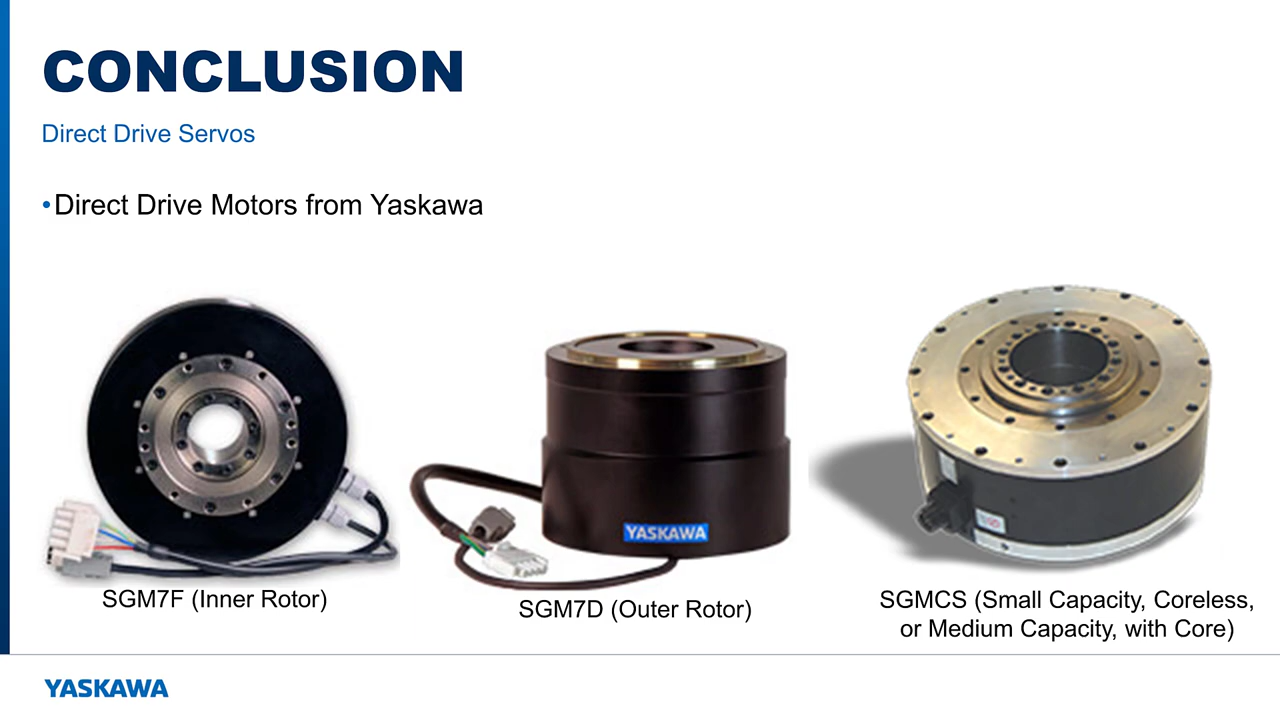 CONCLUSION
Direct Drive Servos
•Direct Drive Motors from Yaskawa
YASKAWA
SGM7F (Inner Rotor)
SGM7D (Outer Rotor)
SGMCS (Small Capacity, Coreless,
or Medium Capacity, with Core)
YASKAWA